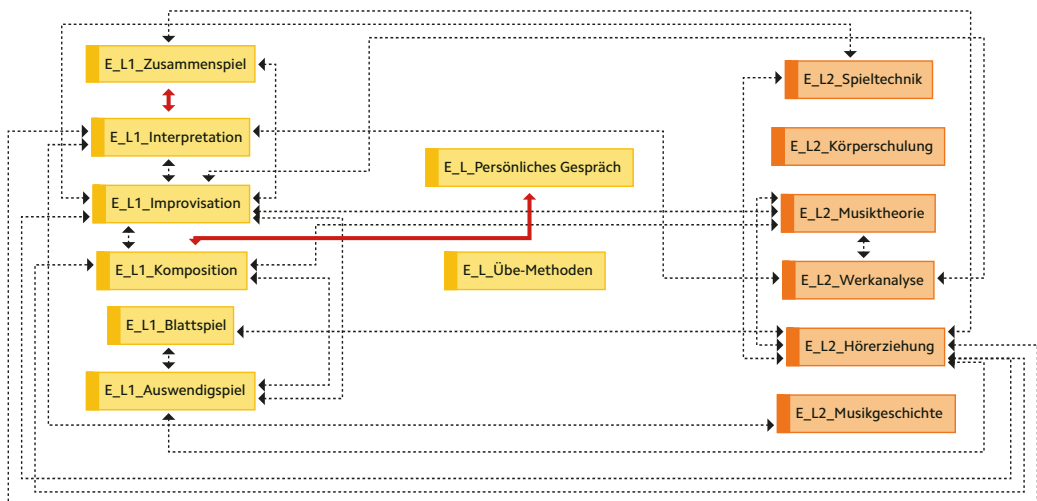 E_L1_Zusammenspiel
E_L1_Interpretation
E_L1_Improvisation
E_L1_Komposition
E_L1_Blattspiel
E_L1_Auswendigspiel
E_L_Persönliches Gespräch
E_L_Übe-Methoden
E_L2_Spieltechnik
E_L2_Körperschulung
E_L2_Musiktheorie
E_L2_Werkanalyse
E_L2_Hörerziehung
E_L2_Musikgeschichte